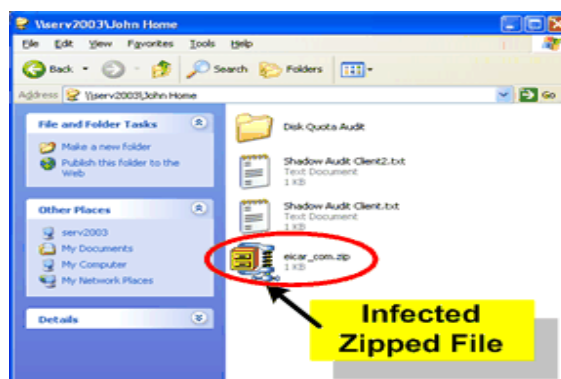 \\serv2003\John Home
File Edit View Favorites Tools Help
Back Search Folders
Address \\serv2003\John Home Go
File and Folder Tasks
Make a new folder
Publish this folder to the
Web
Other Places
serv2003
My Documents
My Computer
My Network Places
Details
Disk Quota Audit
Shadow Audit Client2.txt
Text Document
1 KB
Shadow Audit Client.txt
Text Document
1 KB
eicar_com.zip
1 KB
Infected
Zipped File